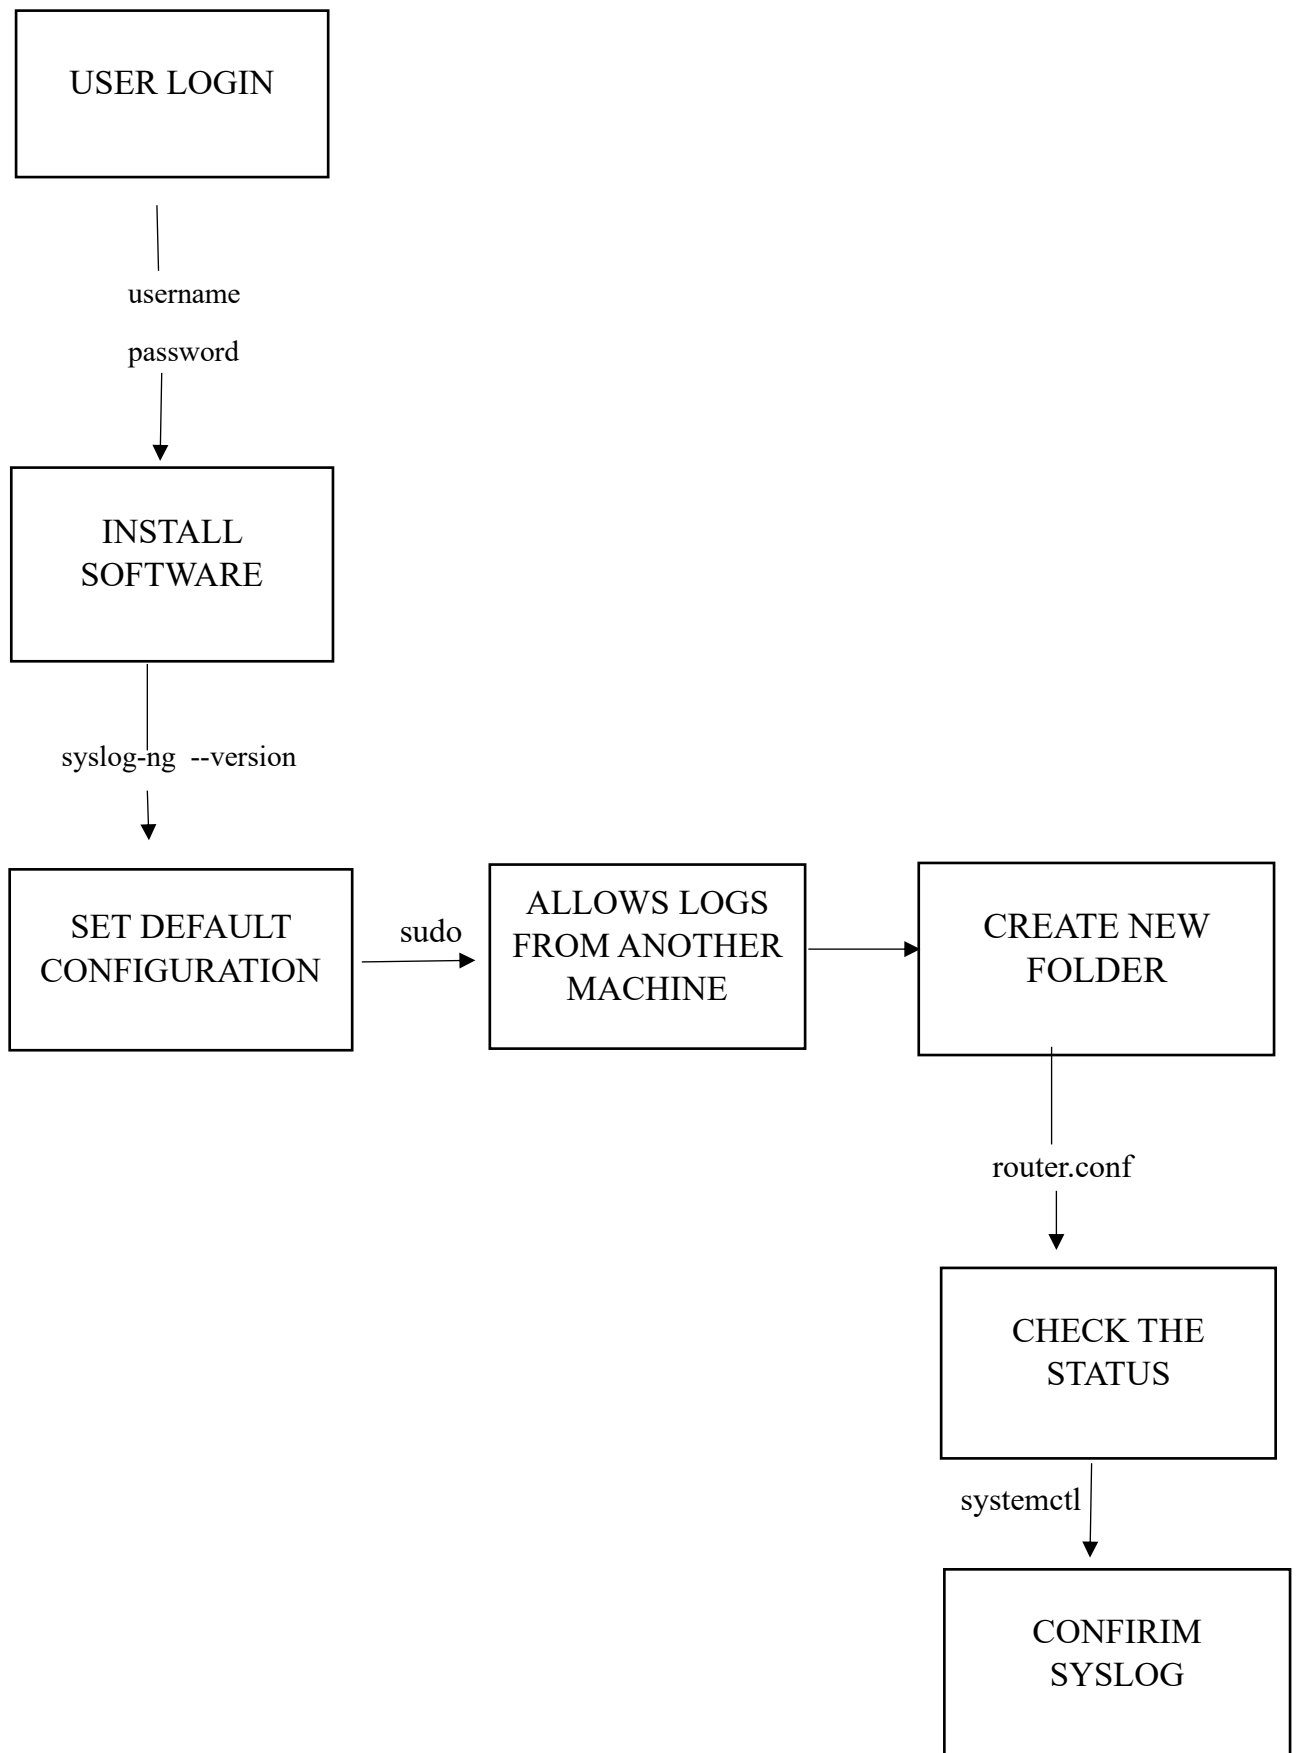 USER LOGIN
username
password
INSTALL
SOFTWARE
syslog-ng  --version
SET DEFAULT
CONFIGURATION
sudo
ALLOWS LOGS
FROM ANOTHER
MACHINE
CREATE NEW
FOLDER
router.conf
CHECK THE
STATUS
systemctl
CONFIRIM
SYSLOG